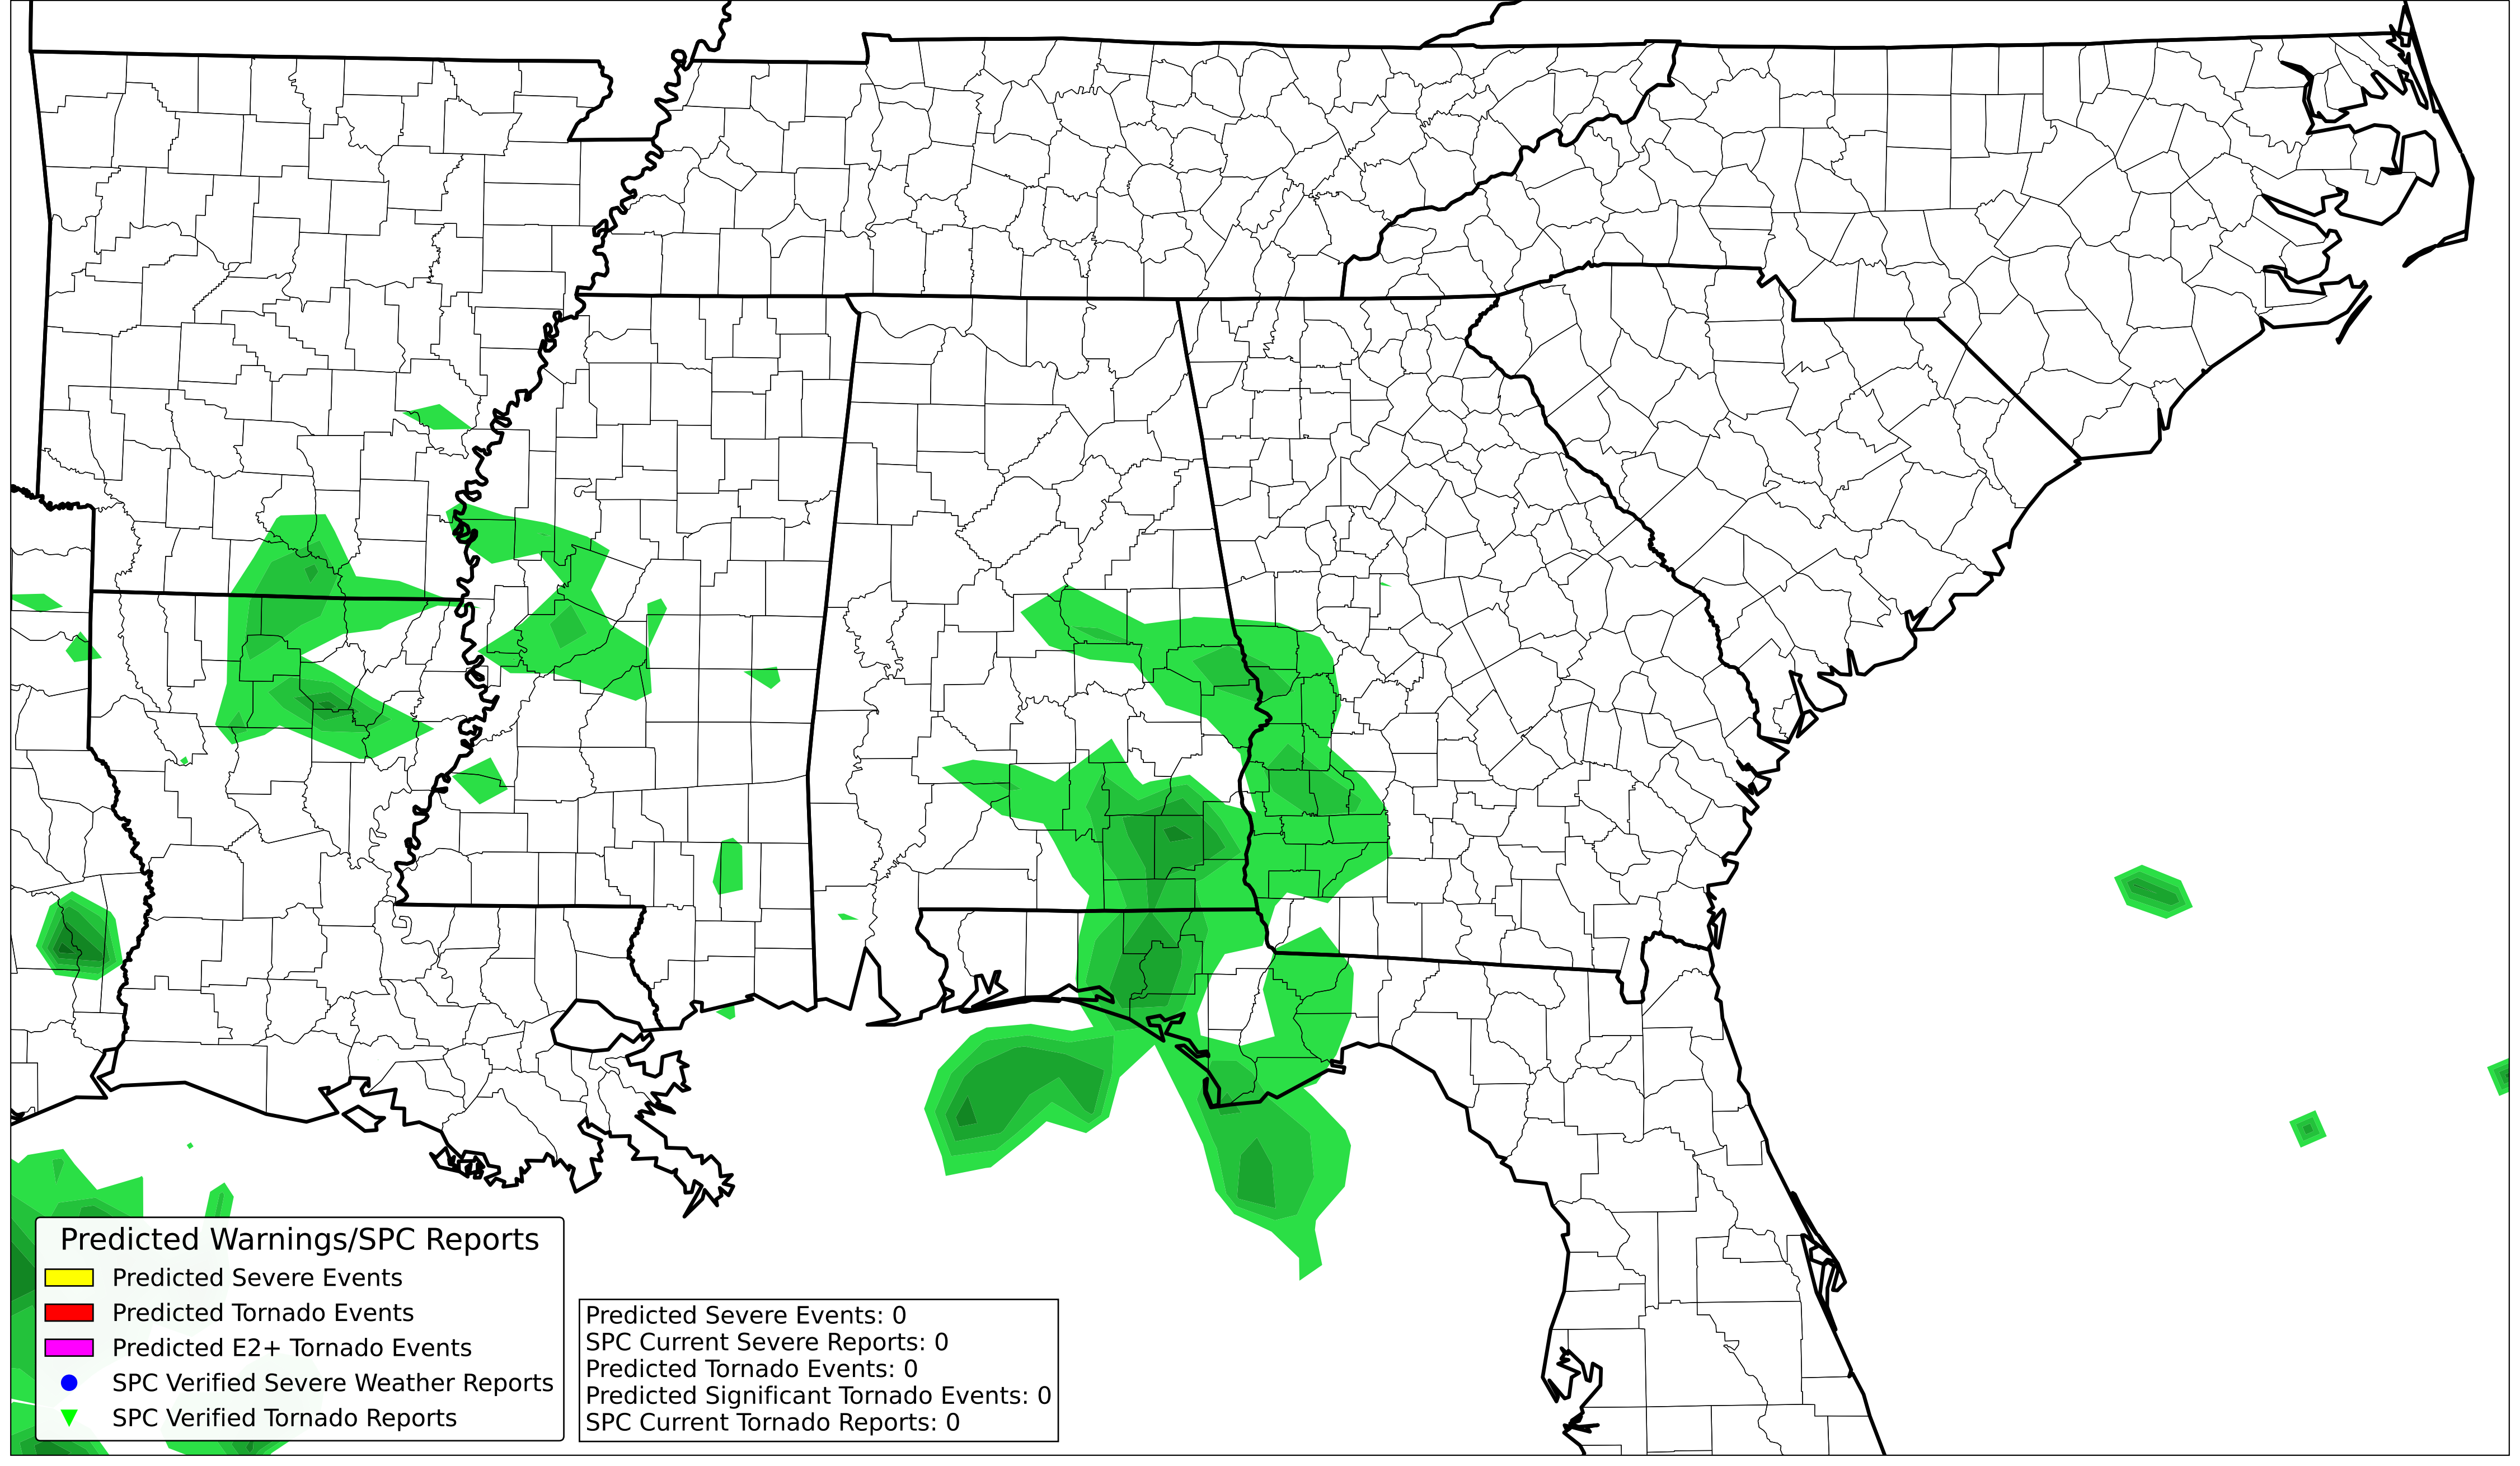 Predicted Warnings/SPC Reports
Predicted Severe Events
Predicted Tornado Events
Predicted E2+ Tornado Events
SPC Verified Severe Weather Reports
SPC Verified Tornado Reports
Predicted Severe Events: 0
SPC Current Severe Reports: 0
Predicted Tornado Events: 0
Predicted Significant Tornado Events: 0
SPC Current Tornado Reports: 0